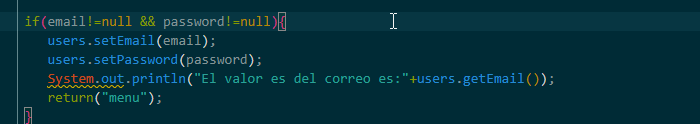 if(email!=null && password!=null){
users.setEmail(email);
users.setPassword(password);
System.out.println("El valor es del correo es:"+users.getEmail());
return("menu");
}